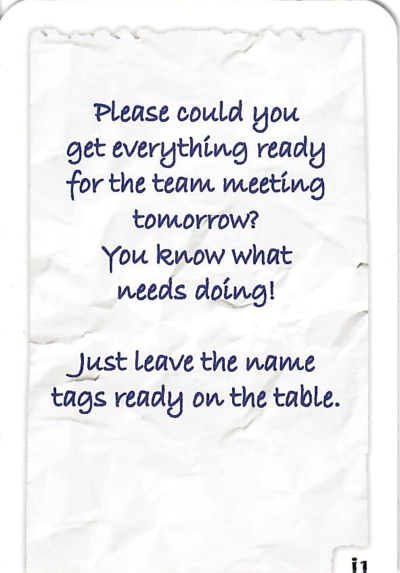 Please could you
get everything ready
for the team meeting
tomorrow?
You know what
needs doing!
Just leave the name
tags ready on the table.
i1